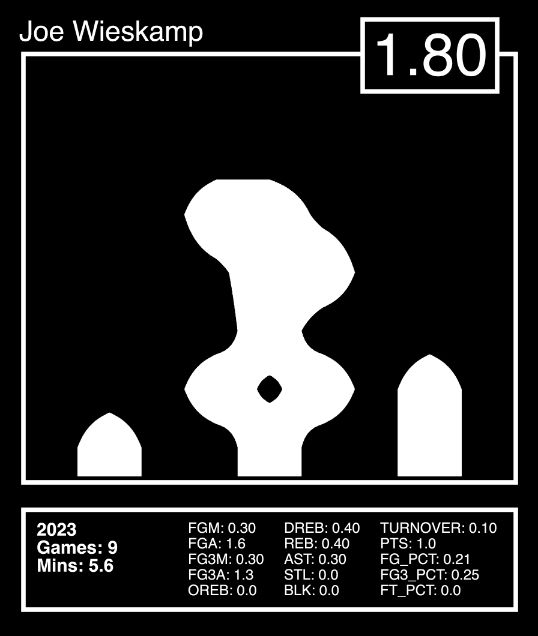 Joe Wieskamp
1.80
2023
Games: 9
Mins: 5.6
FGM: 0.30
FGA: 1.6
FG3M: 0.30
FG3A: 1.3
OREB: 0.0
DREB: 0.40
REB: 0.40
AST: 0.30
STL: 0.0
BLK: 0.0
TURNOVER: 0.10
PTS: 1.0
FG_PCT: 0.21
FG3_PCT: 0.25
FT_PCT: 0.0